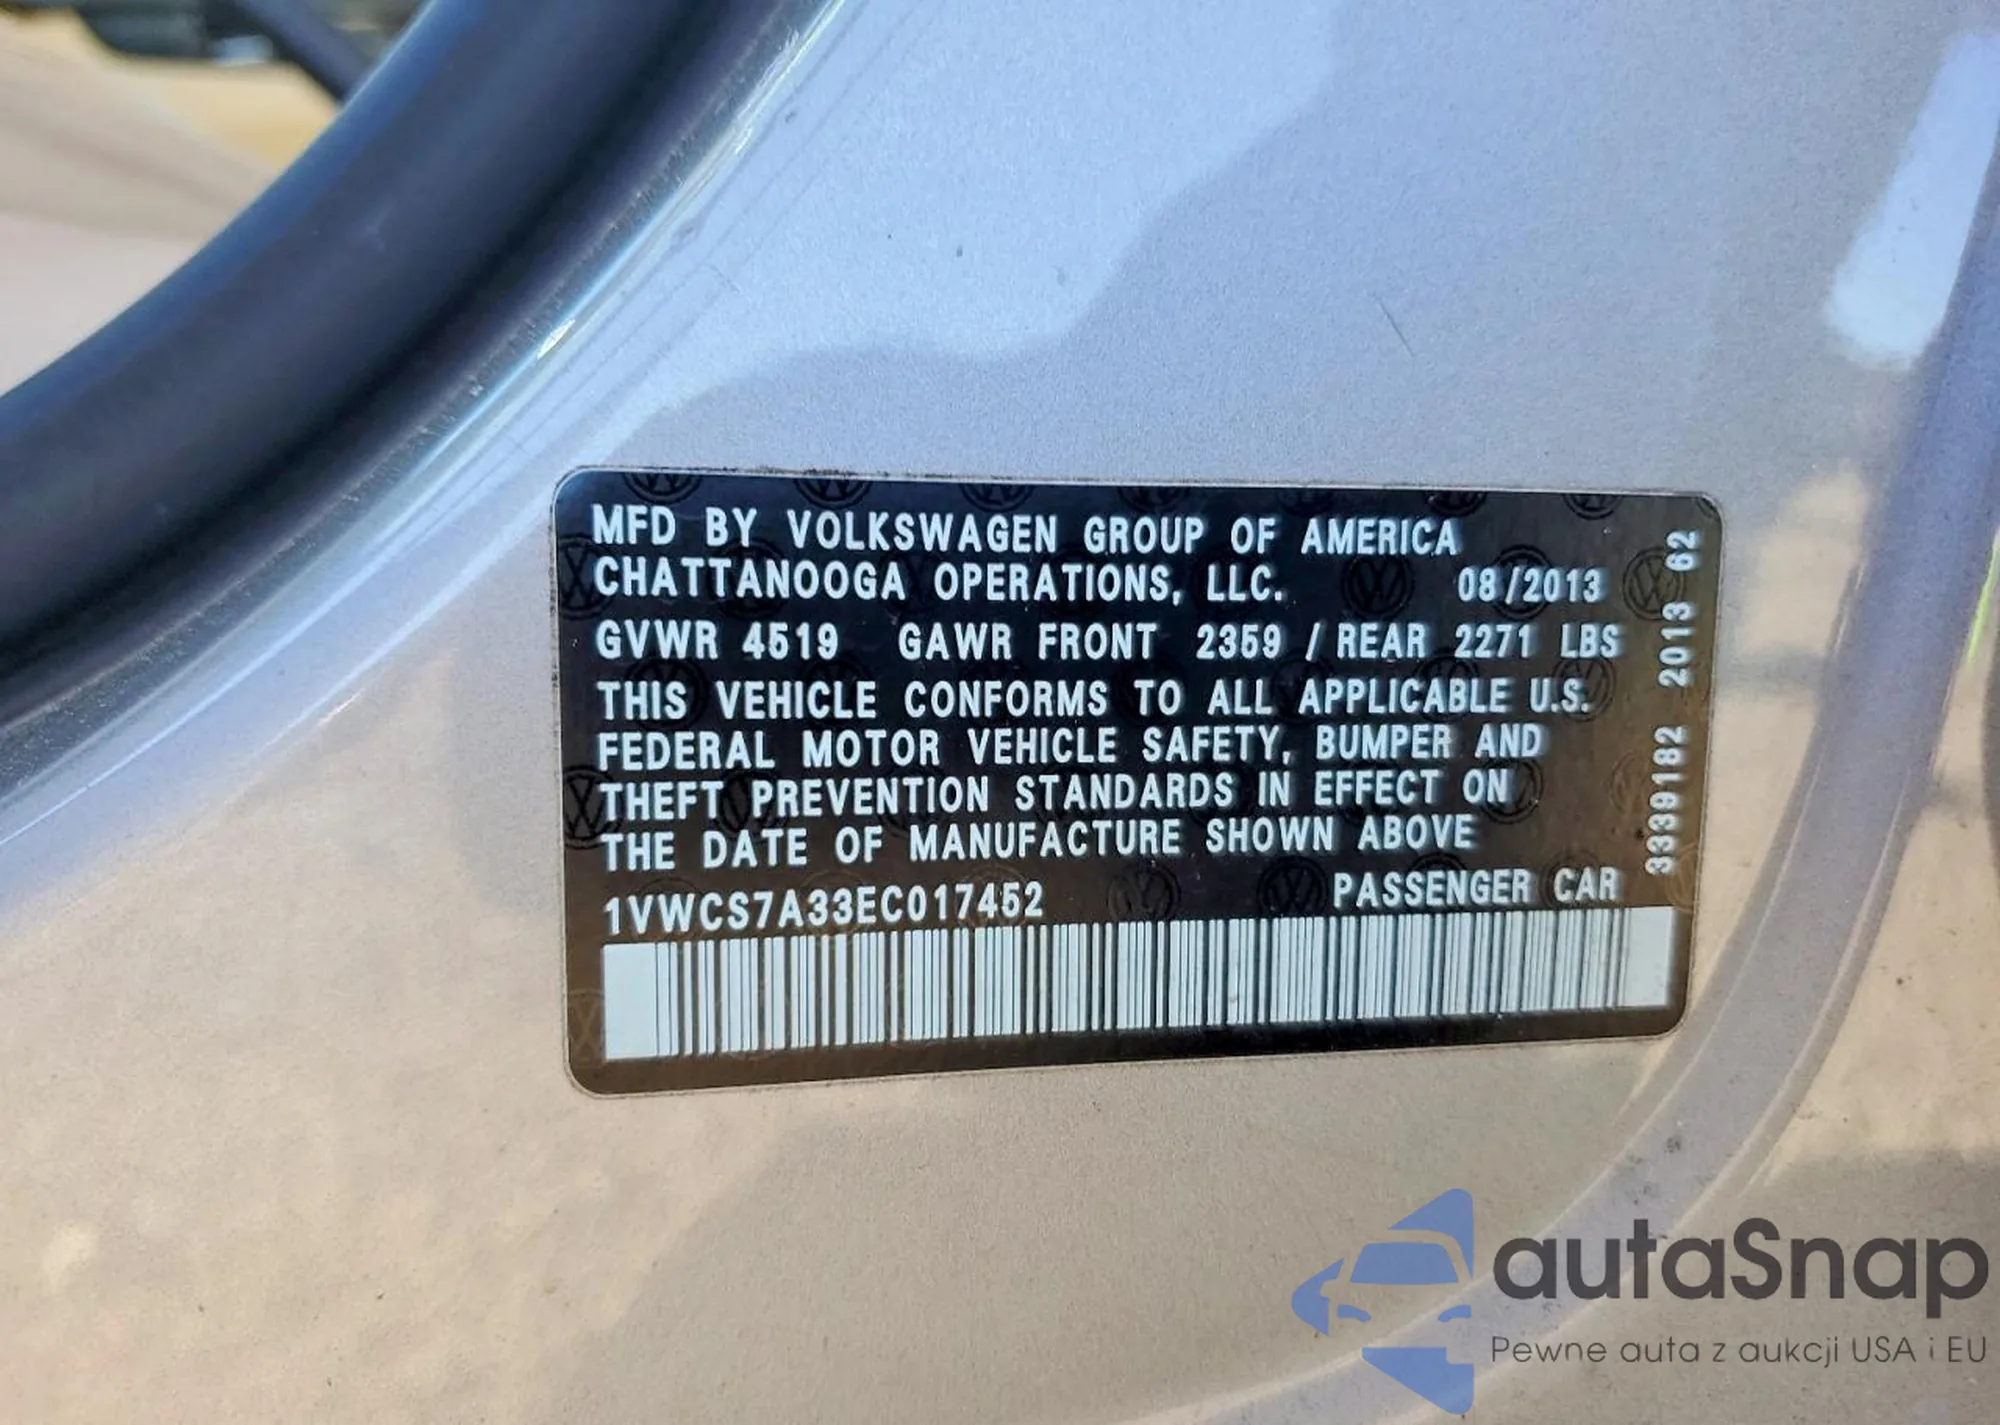 MFD BY VOLKSWAGEN GROUP OF AMERICA
CHATTANOOGA OPERATIONS, LLC. 08/2013
GVWR 4519 GAWR FRONT 2359 / REAR 2271 LBS
THIS VEHICLE CONFORMS TO ALL APPLICABLE U.S.
FEDERAL MOTOR VEHICLE SAFETY, BUMPER AND
THEFT PREVENTION STANDARDS IN EFFECT ON
THE DATE OF MANUFACTURE SHOWN ABOVE
1VWCS7A33EC017452 PASSENGER CAR
3339182 2013 62
autaSnap
Pewne auta z aukcji USA i EU